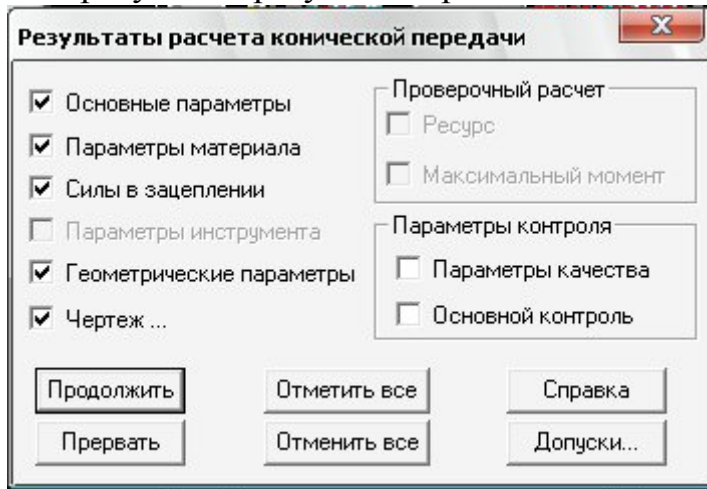 Результаты расчета конической передачи
Основные параметры
Параметры материала
Силы в зацеплении
Параметры инструмента
Геометрические параметры
Чертеж ...
Проверочный расчет
Ресурс
Максимальный момент
Параметры контроля
Параметры качества
Основной контроль
Продолжить
Отметить все
Справка
Прервать
Отменить все
Допуски...